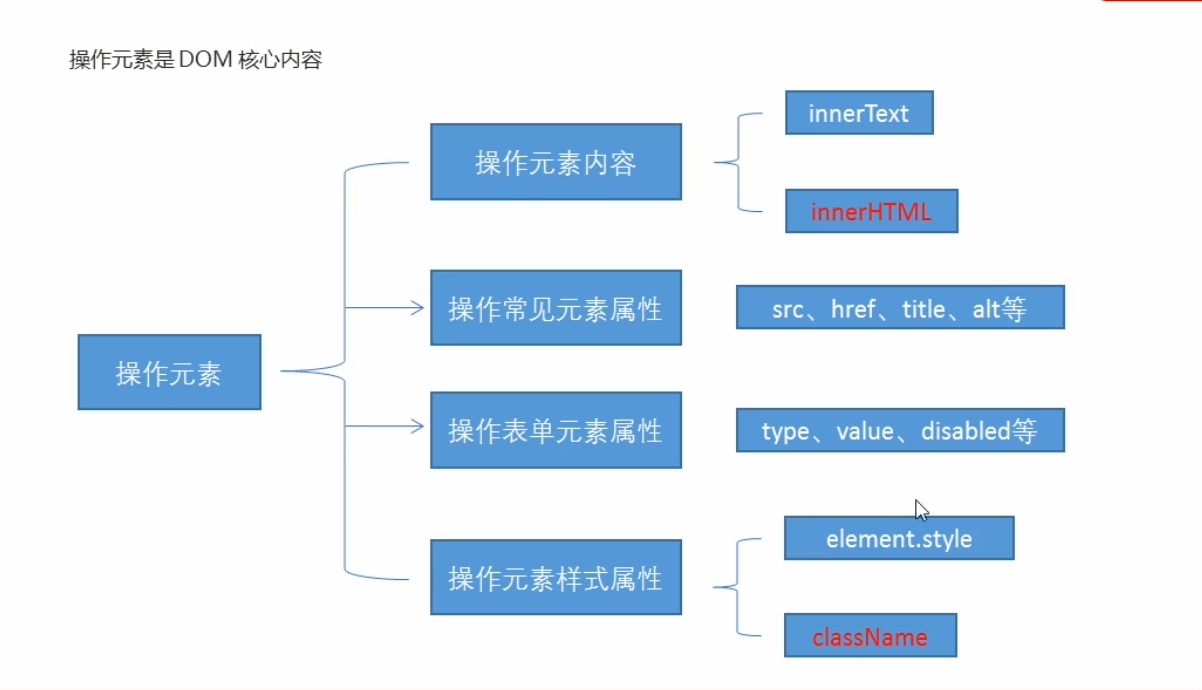 操作元素是 DOM 核心内容
操作元素
操作元素内容
innerText
innerHTML
操作常见元素属性
src、href、title、alt等
操作表单元素属性
type、value、disabled等
操作元素样式属性
element.style
className